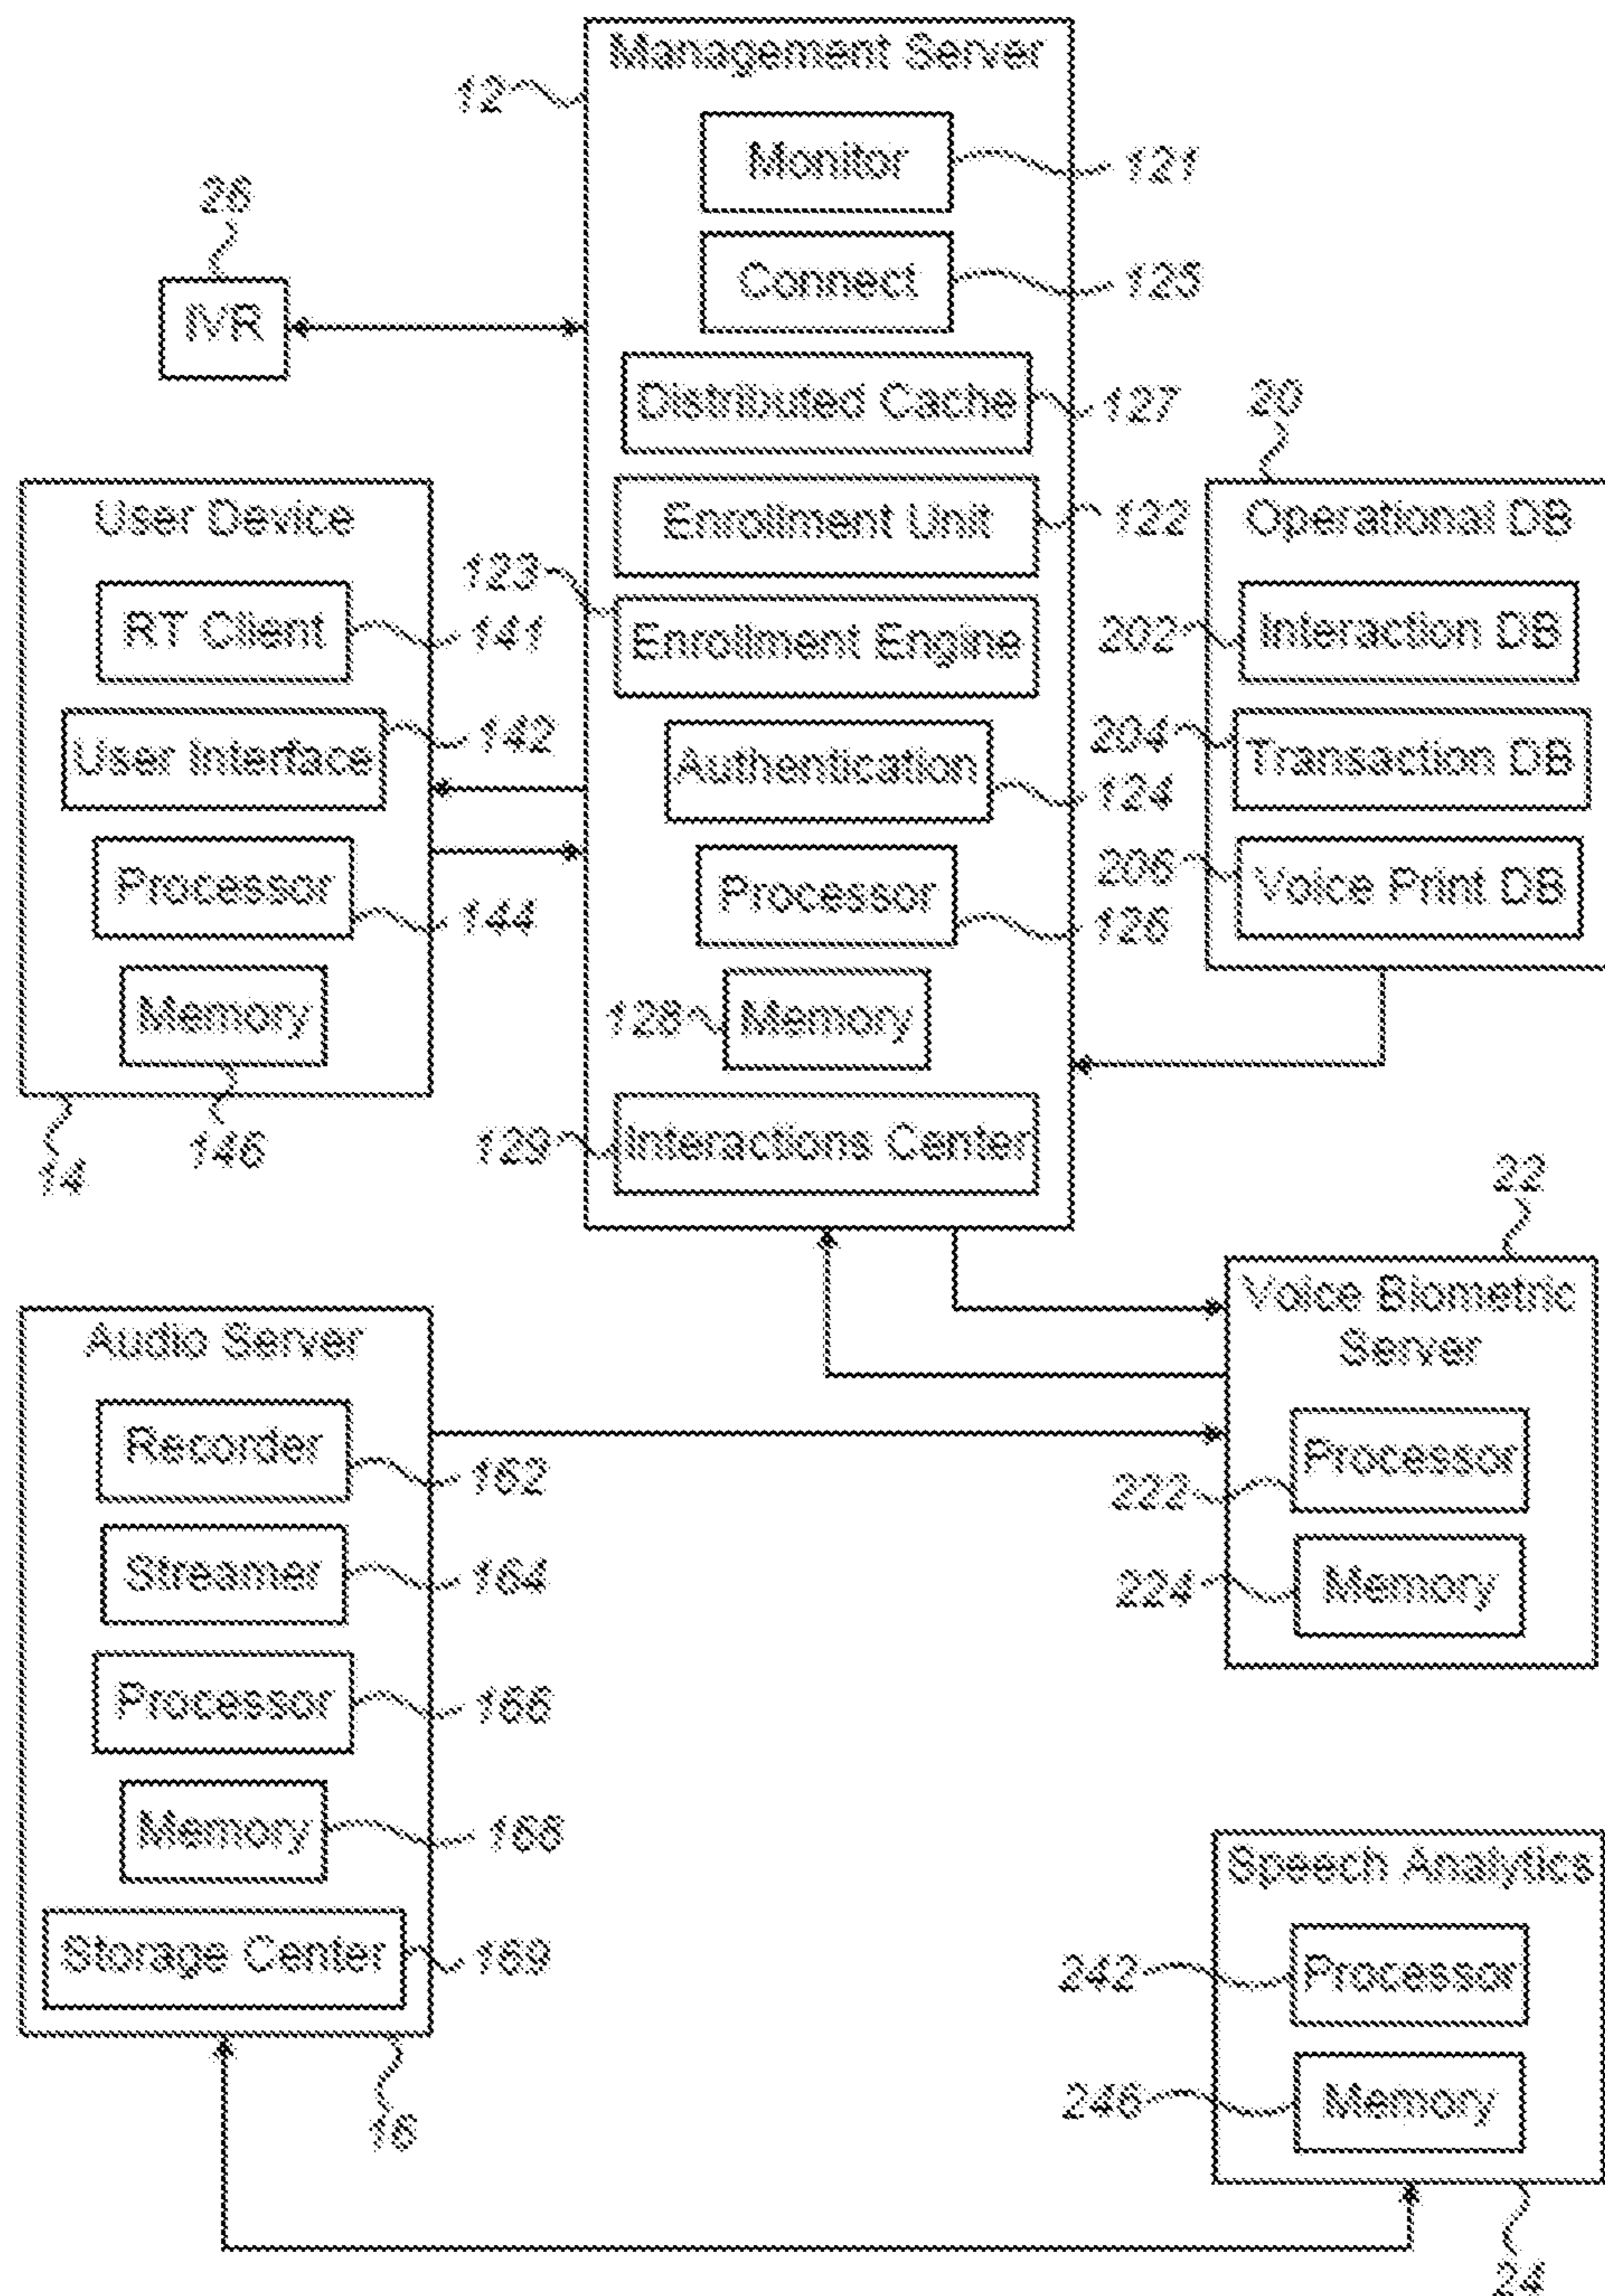 Management Server
12
Monitor
121
Connect
125
Distributed Cache
127
Enrollment Unit
122
123
Enrollment Engine
Authentication
124
Processor
126
128
Memory
129
Interactions Center
26
IVR
User Device
RT Client
141
User Interface
142
Processor
144
Memory
146
14
20
Operational DB
202
Interaction DB
204
Transaction DB
206
Voice Print DB
22
Voice Biometric
Server
Processor
222
224
Memory
Audio Server
Recorder
162
Streamer
164
Processor
166
Memory
168
Storage Center
169
16
Speech Analytics
242
Processor
246
Memory
24